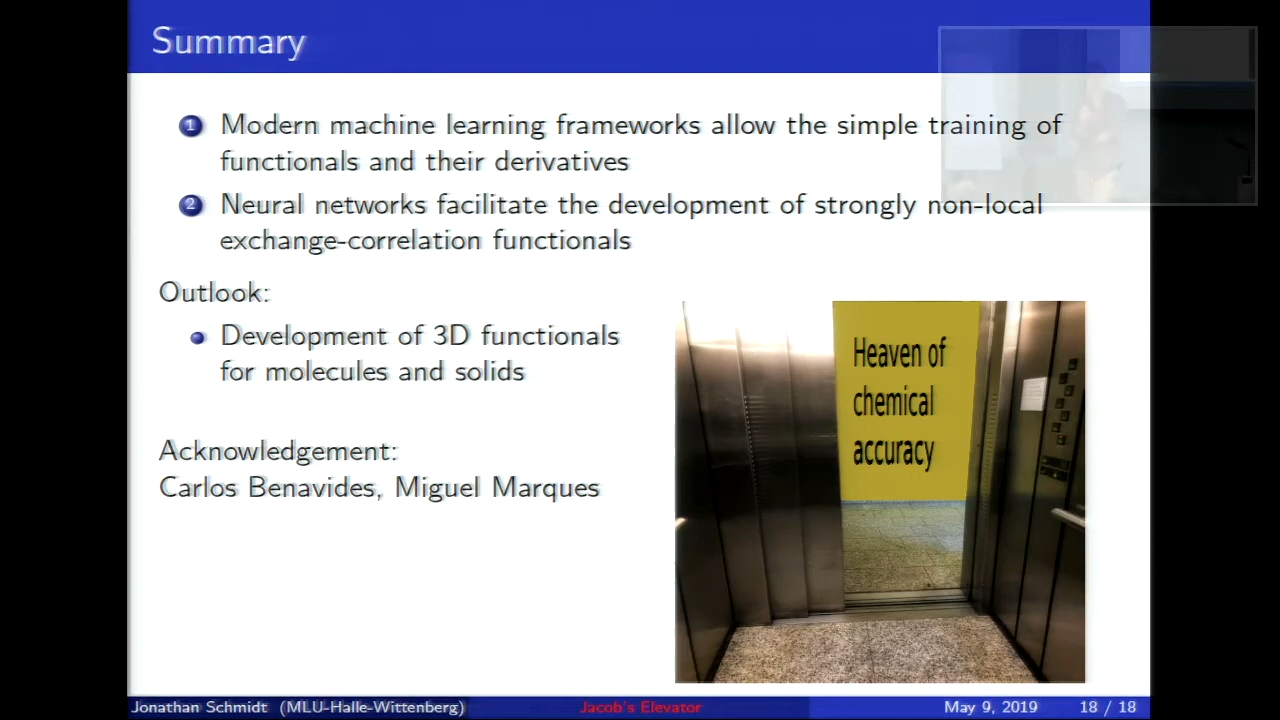 Summary
1 Modern machine learning frameworks allow the simple training of
functionals and their derivatives
2 Neural networks facilitate the development of strongly non-local
exchange-correlation functionals
Outlook:
Development of 3D functionals
for molecules and solids
Acknowledgement:
Carlos Benavides, Miguel Marques
Heaven of
chemical
accuracy
Jonathan Schmidt (MLU-Halle-Wittenberg) Jacob's Elevator May 9, 2019 18 / 18